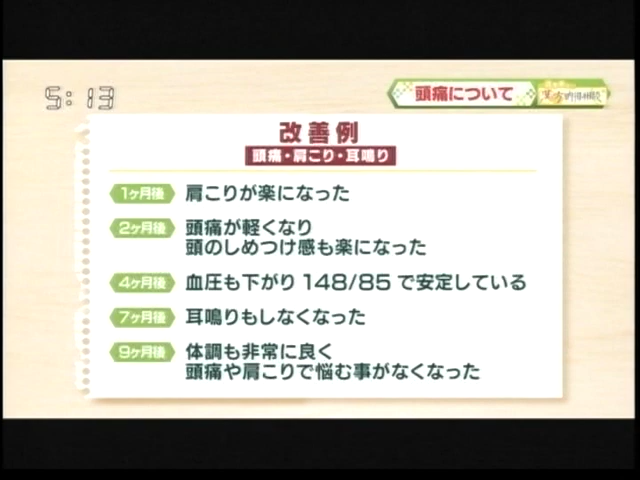 5:13
頭痛について
改善例
頭痛・肩こり・耳鳴り
1ヶ月後 肩こりが楽になった
2ヶ月後 頭痛が軽くなり
頭のしめつけ感も楽になった
4ヶ月後 血圧も下がり 148/85 で安定している
7ヶ月後 耳鳴りもしなくなった
9ヶ月後 体調も非常に良く
頭痛や肩こりで悩む事がなくなった